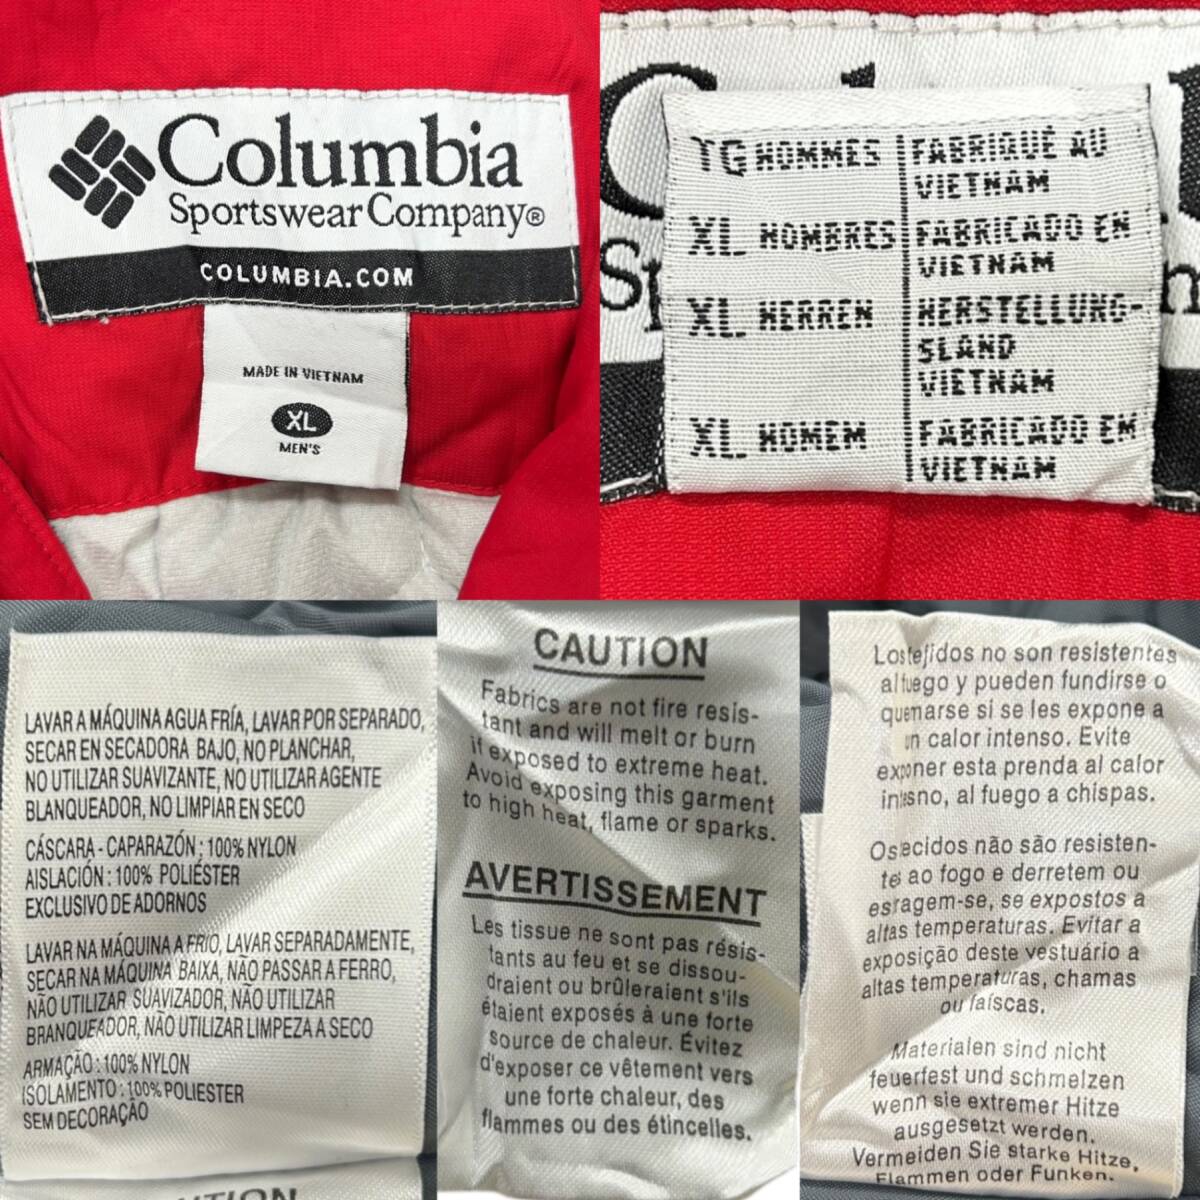 Columbia
Sportswear Company®
COLUMBIA.COM
MADE IN VIETNAM
XL
MEN'S
TG HOMMES
FABRIQUÉ AU
VIETNAM
XL HOMBRES
FABRICADO EN
VIETNAM
XL HERREN
HERSTELLUNG-
SLAND
VIETNAM
XL HOMEM
FABRICADO EM
VIETNAM
LAVAR A MÁQUINA AGUA FRÍA, LAVAR POR SEPARADO,
SECAR EN SECADORA BAJO, NO PLANCHAR,
NO UTILIZAR SUAVIZANTE, NO UTILIZAR AGENTE
BLANQUEADOR, NO LIMPIAR EN SECO
CÁSCARA - CAPARAZÓN : 100% NYLON
AISLACIÓN : 100% POLIÉSTER
EXCLUSIVO DE ADORNOS
LAVAR NA MÁQUINA A FRIO, LAVAR SEPARADAMENTE,
SECAR NA MÁQUINA BAIXA, NÃO PASSAR A FERRO,
NÃO UTILIZAR SUAVIZADOR, NÃO UTILIZAR
BRANQUEADOR, NÃO UTILIZAR LIMPEZA A SECO
ARMAÇÃO : 100% NYLON
ISOLAMENTO : 100% POLIESTER
SEM DECORAÇÃO
CAUTION
Fabrics are not fire resis-
tant and will melt or burn
if exposed to extreme heat.
Avoid exposing this garment
to high heat, flame or sparks.
AVERTISSEMENT
Les tissue ne sont pas résis-
tants au feu et se dissou-
draient ou brûleraient s'ils
étaient exposés à une forte
source de chaleur. Évitez
d'exposer ce vêtement vers
une forte chaleur, des
flammes ou des étincelles.
Los tejidos no son resistentes
al fuego y pueden fundirse o
quemarse si se les expone a
un calor intenso. Evite
exponer esta prenda al calor
intesno, al fuego a chispas.
Os tecidos não são resisten-
tes ao fogo e derretem ou
estragem-se, se expostos a
altas temperaturas. Evitar a
exposição deste vestuário a
altas temperaturas, chamas
ou faíscas.
Materialen sind nicht
feuerfest und schmelzen
wenn sie extremer Hitze
ausgesetzt werden.
Vermeiden Sie starke Hitze,
Flammen oder Funken.